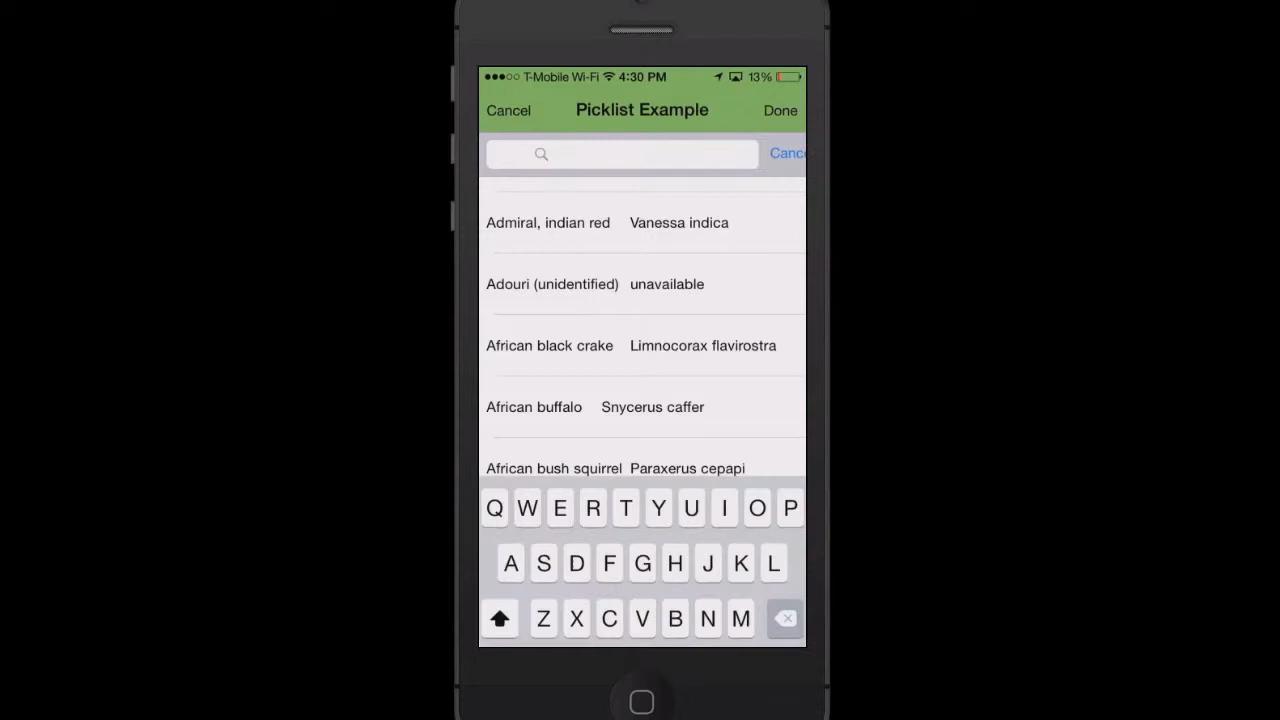 T-Mobile Wi-Fi 4:30 PM 13%
Cancel Picklist Example Done
Canc
Admiral, indian red Vanessa indica
Adouri (unidentified) unavailable
African black crake Limnocorax flavirostra
African buffalo Snycerus caffer
African bush squirrel Paraxerus cepapi
Q W E R T Y U I O P
A S D F G H J K L
Z X C V B N M